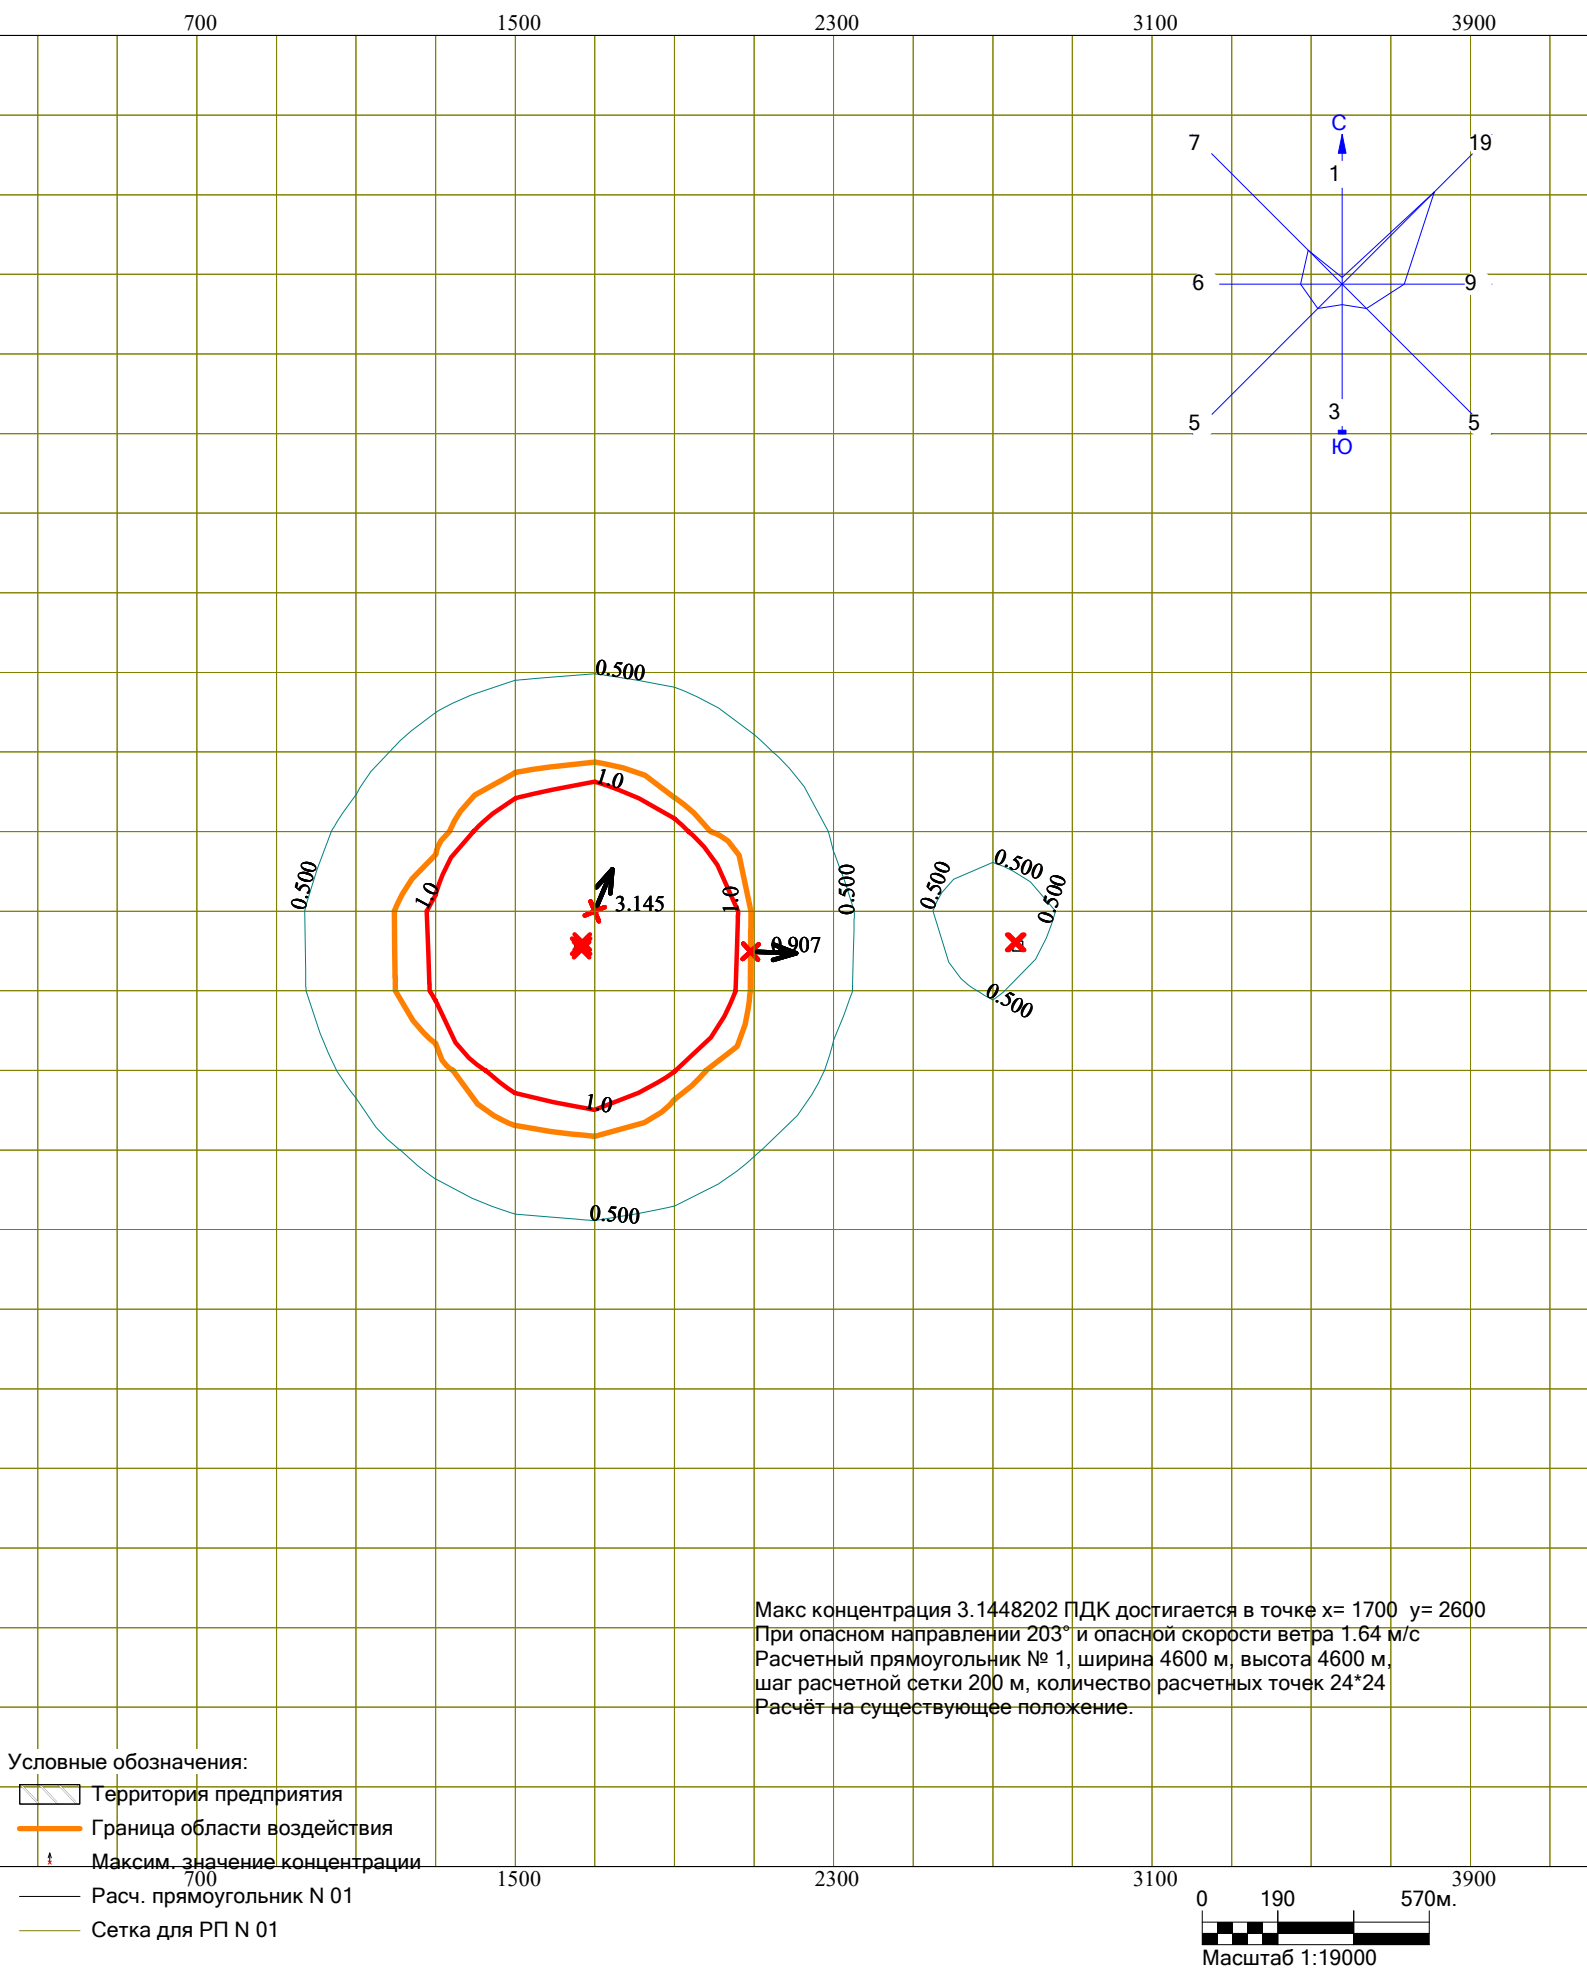 700 1500 2300 3100 3900
С
7 19
1
6 9
3
5 5
Ю
0.500
1.0
0.500 1.0 1.0 0.500 0.500 0.500 0.500
3.145
0.907
0.500
1.0
0.500
Макс концентрация 3.1448202 ПДК достигается в точке x= 1700 y= 2600
При опасном направлении 203° и опасной скорости ветра 1.64 м/с
Расчетный прямоугольник № 1, ширина 4600 м, высота 4600 м,
шаг расчетной сетки 200 м, количество расчетных точек 24*24
Расчёт на существующее положение.
Условные обозначения:
Территория предприятия
Граница области воздействия
Максим. значение концентрации
700 1500 2300 3100 3900
Расч. прямоугольник N 01
Сетка для РП N 01
0 190 570м.
Масштаб 1:19000